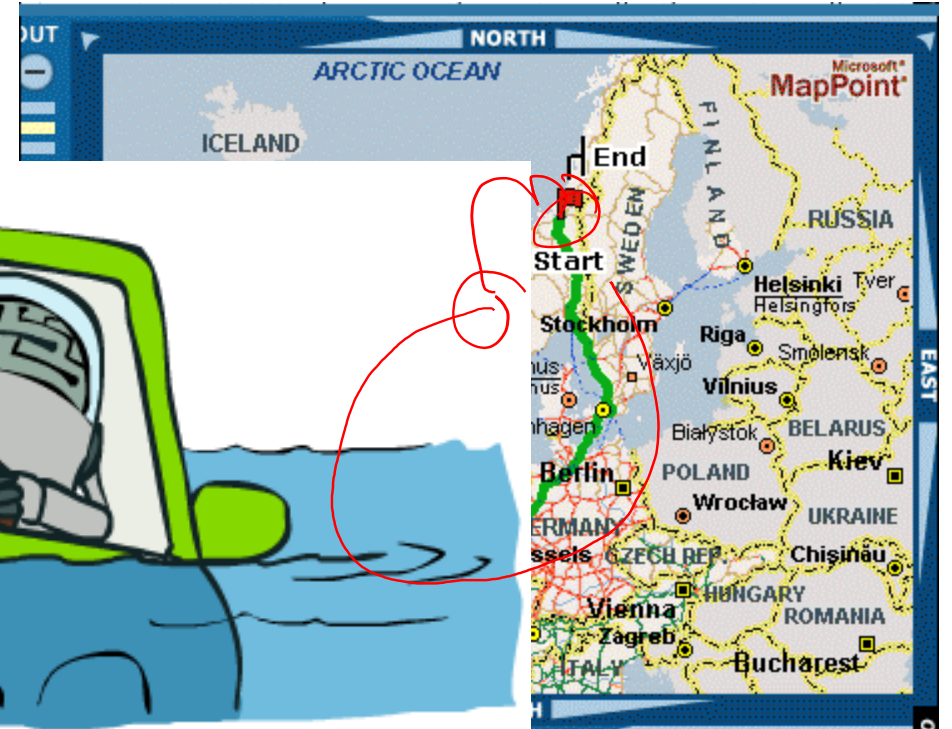 OUT
NORTH
ARCTIC OCEAN
Microsoft®
MapPoint®
ICELAND
End
FINLAND
SWEDEN
RUSSIA
Start
Helsinki
Helsingfors
Tver
Stockholm
Riga
Smolensk
Växjö
Vilnius
EAST
nhagen
Białystok
BELARUS
Berlin
POLAND
Kiev
Wrocław
UKRAINE
ERMANY
ssels
CZECH REP.
Chişinău
HUNGARY
Vienna
ROMANIA
Zagreb
ITALY
Bucharest
H